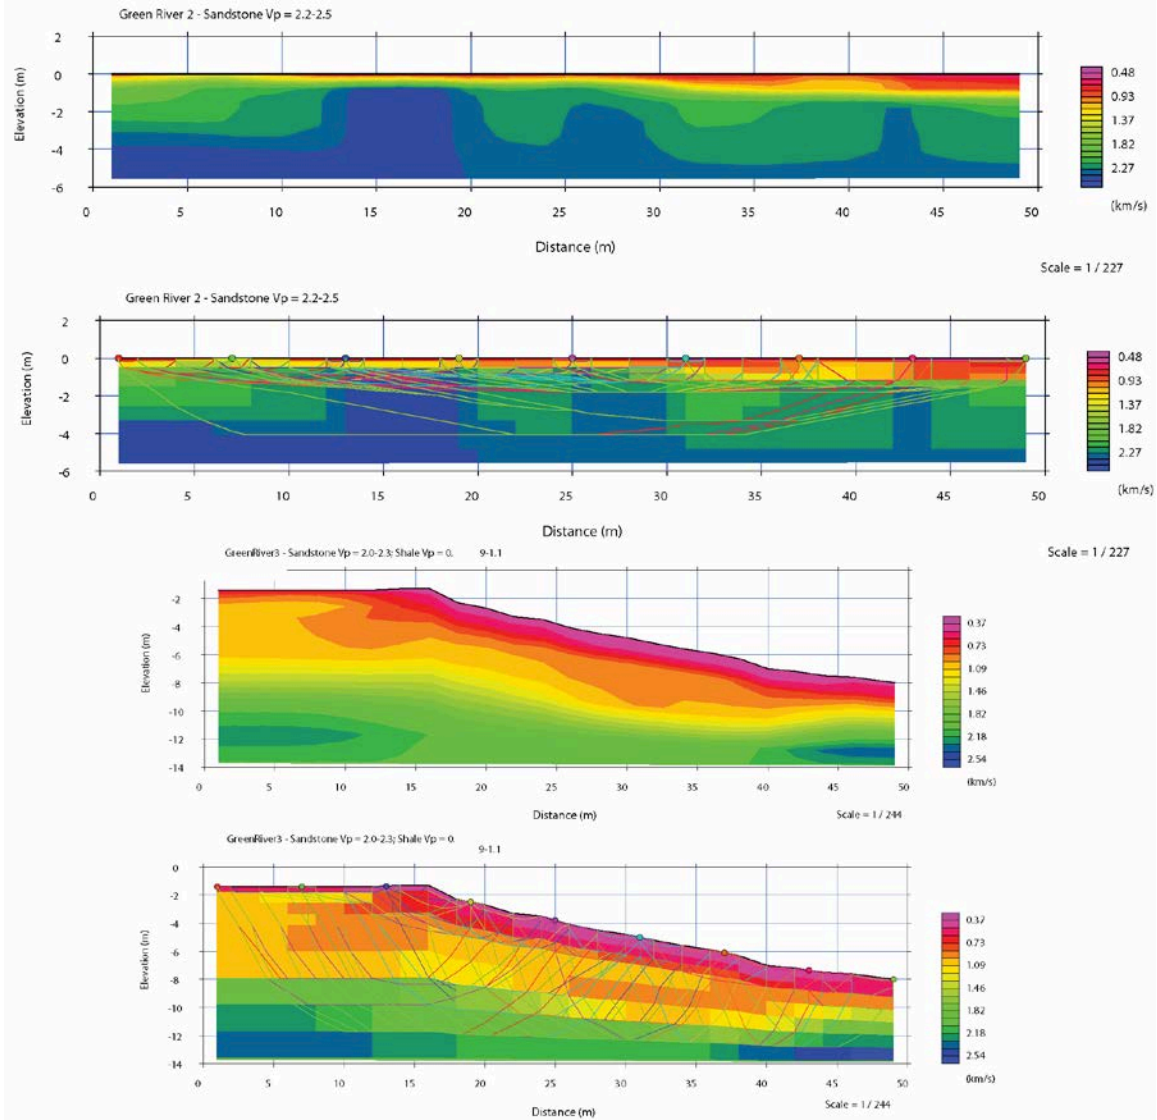 Green River 2 - Sandstone Vp = 2.2-2.5
2
0
-2
-4
-6
Elevation (m)
0 5 10 15 20 25 30 35 40 45 50
Distance (m)
0.48
0.93
1.37
1.82
2.27
(km/s)
Scale = 1 / 227
Green River 2 - Sandstone Vp = 2.2-2.5
2
0
-2
-4
-6
Elevation (m)
0 5 10 15 20 25 30 35 40 45 50
Distance (m)
0.48
0.93
1.37
1.82
2.27
(km/s)
Scale = 1 / 227
GreenRiver3 - Sandstone Vp = 2.0-2.3; Shale Vp = 0. 9-1.1
-2
-4
-6
-8
-10
-12
-14
Elevation (m)
0 5 10 15 20 25 30 35 40 45 50
Distance (m)
0.37
0.73
1.09
1.46
1.82
2.18
2.54
(km/s)
Scale = 1 / 244
GreenRiver3 - Sandstone Vp = 2.0-2.3; Shale Vp = 0.
9-1.1
0
-2
-4
-6
-8
-10
-12
-14
Elevation (m)
0 5 10 15 20 25 30 35 40 45 50
Distance (m)
0.37
0.73
1.09
1.46
1.82
2.18
2.54
(km/s)
Scale = 1 / 244